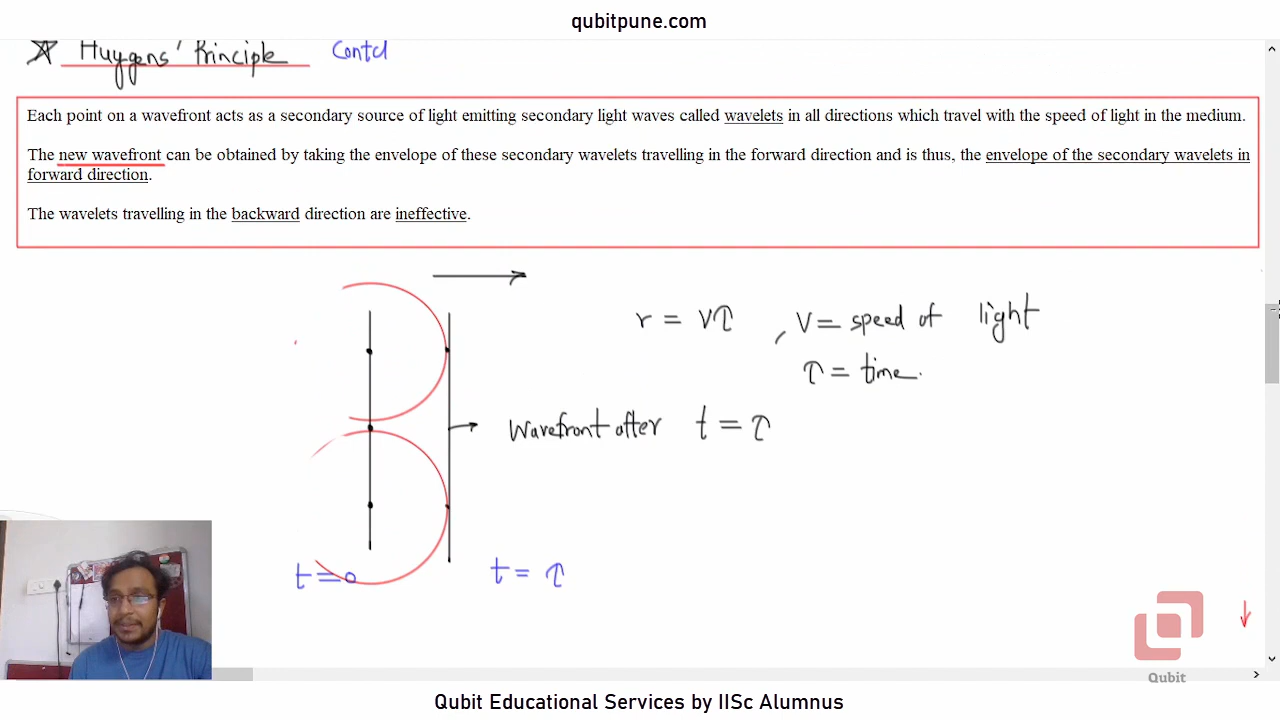 qubitpune.com
Huygens' Principle Contd
Each point on a wavefront acts as a secondary source of light emitting secondary light waves called wavelets in all directions which travel with the speed of light in the medium.
The new wavefront can be obtained by taking the envelope of these secondary wavelets travelling in the forward direction and is thus, the envelope of the secondary wavelets in
forward direction.
The wavelets travelling in the backward direction are ineffective.
r = vτ , v = speed of light
τ = time.
Wavefront after t = τ
t = 0 t = τ
Qubit
Qubit Educational Services by IISc Alumnus